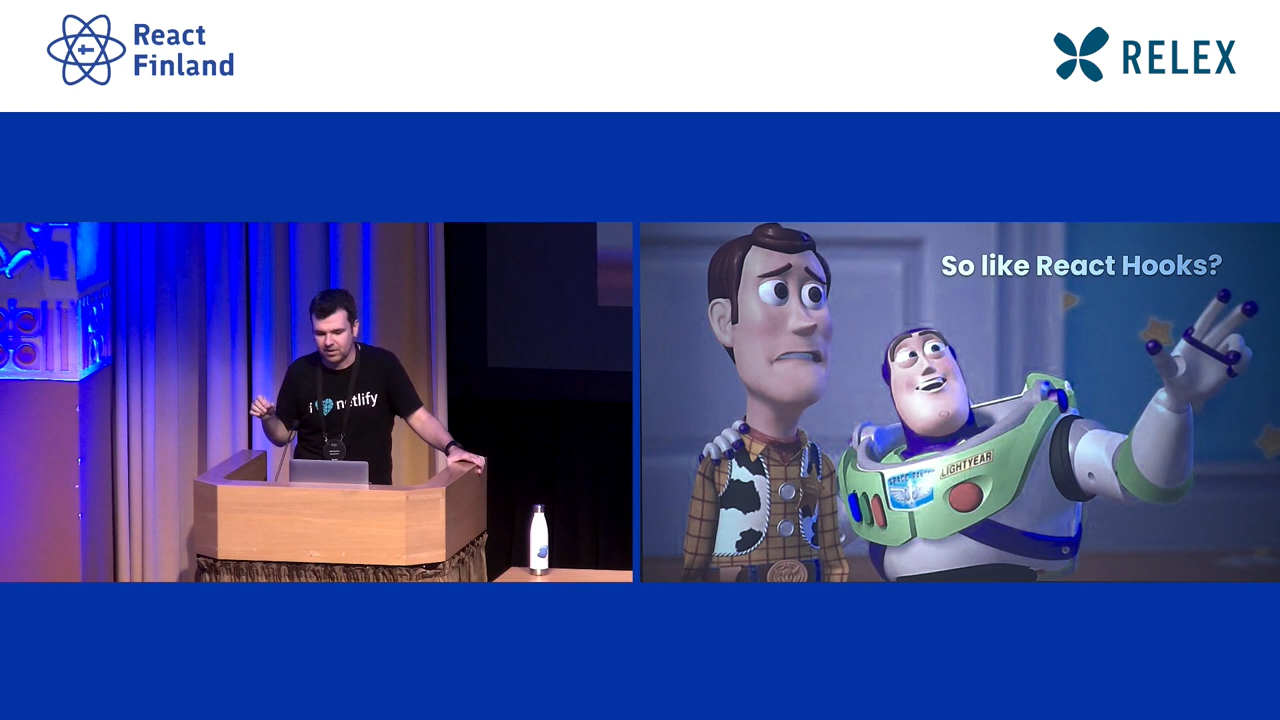 React
Finland
RELEX
i netlify
So like React Hooks?
LIGHTYEAR